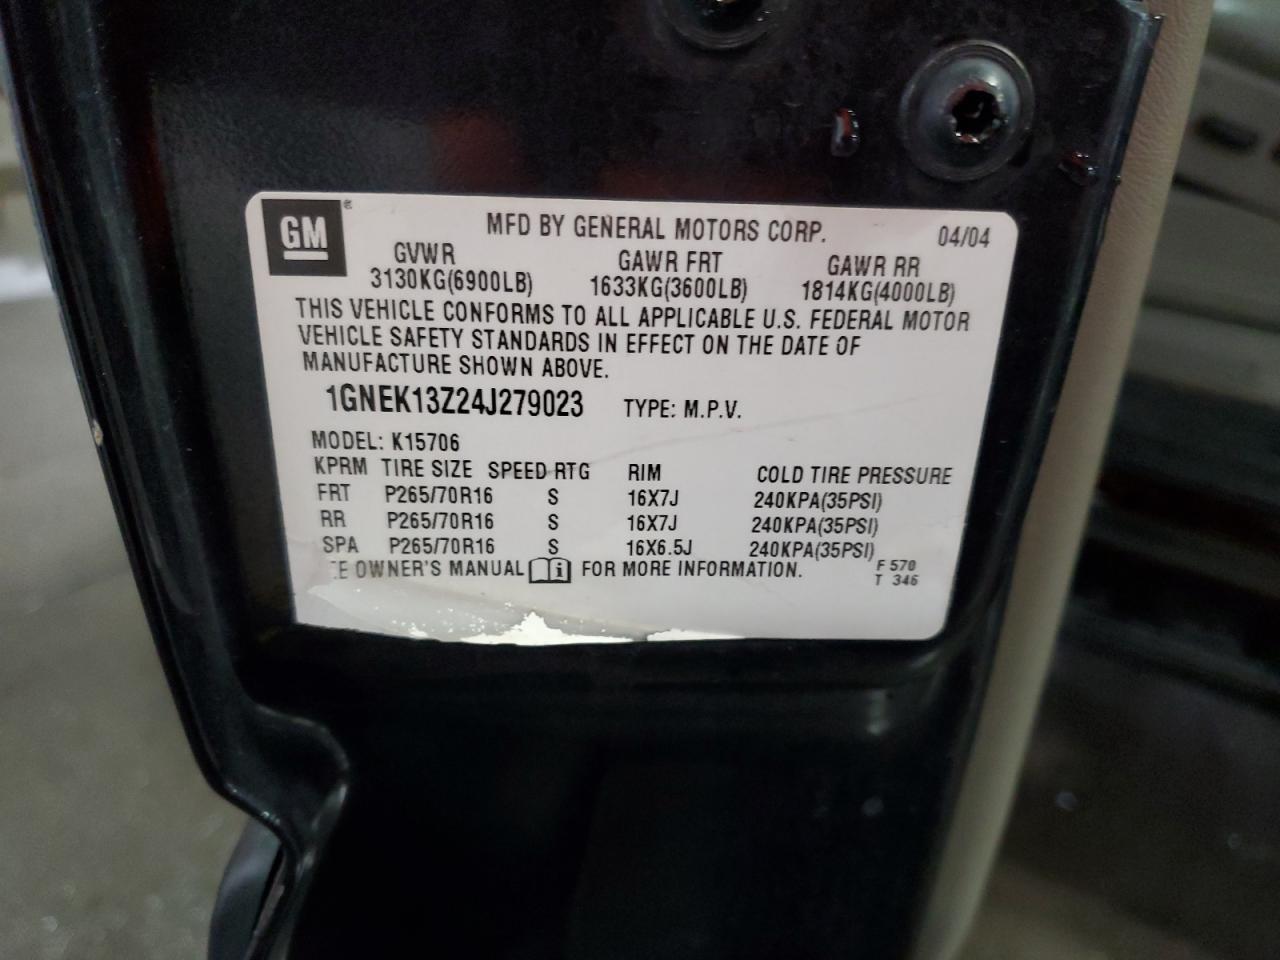 GM ® MFD BY GENERAL MOTORS CORP. 04/04
GVWR GAWR FRT GAWR RR
3130KG(6900LB) 1633KG(3600LB) 1814KG(4000LB)
THIS VEHICLE CONFORMS TO ALL APPLICABLE U.S. FEDERAL MOTOR
VEHICLE SAFETY STANDARDS IN EFFECT ON THE DATE OF
MANUFACTURE SHOWN ABOVE.
1GNEK13Z24J279023 TYPE: M.P.V.
MODEL: K15706
KPRM TIRE SIZE SPEED RTG RIM COLD TIRE PRESSURE
FRT P265/70R16 S 16X7J 240KPA(35PSI)
RR P265/70R16 S 16X7J 240KPA(35PSI)
SPA P265/70R16 S 16X6.5J 240KPA(35PSI)
OWNER'S MANUAL i FOR MORE INFORMATION. F 570
T 346